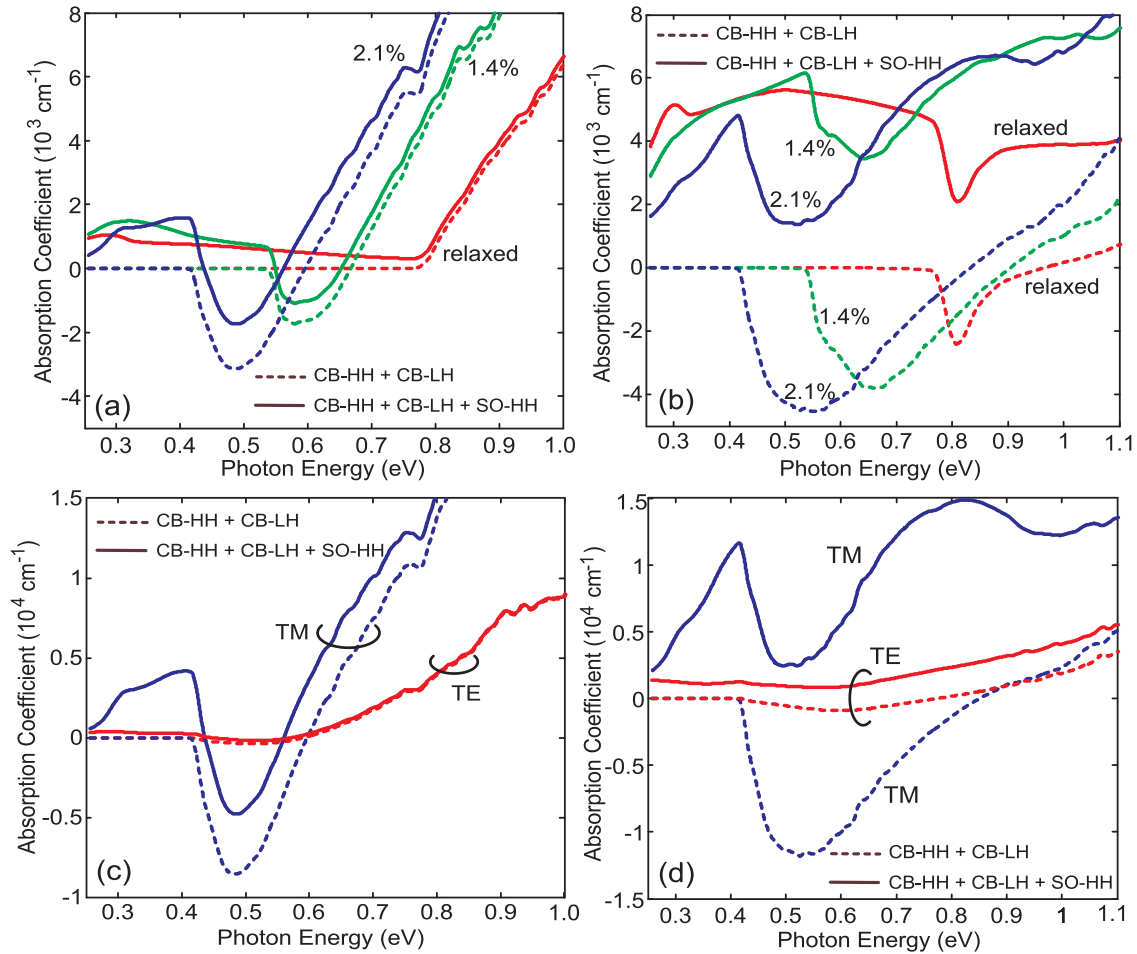 8
6
4
2
0
-2
-4
0.3 0.4 0.5 0.6 0.7 0.8 0.9 1.0
Photon Energy (eV)
Absorption Coefficient (10³ cm⁻¹)
2.1%
1.4%
relaxed
CB-HH + CB-LH
CB-HH + CB-LH + SO-HH
(a)
8
6
4
2
0
-2
-4
0.3 0.4 0.5 0.6 0.7 0.8 0.9 1 1.1
Photon Energy (eV)
Absorption Coefficient (10³ cm⁻¹)
CB-HH + CB-LH
CB-HH + CB-LH + SO-HH
relaxed
1.4%
2.1%
relaxed
1.4%
2.1%
(b)
1.5
1
0.5
0
-0.5
-1
0.3 0.4 0.5 0.6 0.7 0.8 0.9 1.0
Photon Energy (eV)
Absorption Coefficient (10⁴ cm⁻¹)
CB-HH + CB-LH
CB-HH + CB-LH + SO-HH
TM
TE
(c)
1.5
1
0.5
0
-0.5
-1
-1.5
0.3 0.4 0.5 0.6 0.7 0.8 0.9 1 1.1
Photon Energy (eV)
Absorption Coefficient (10⁴ cm⁻¹)
TM
TE
TM
CB-HH + CB-LH
CB-HH + CB-LH + SO-HH
(d)